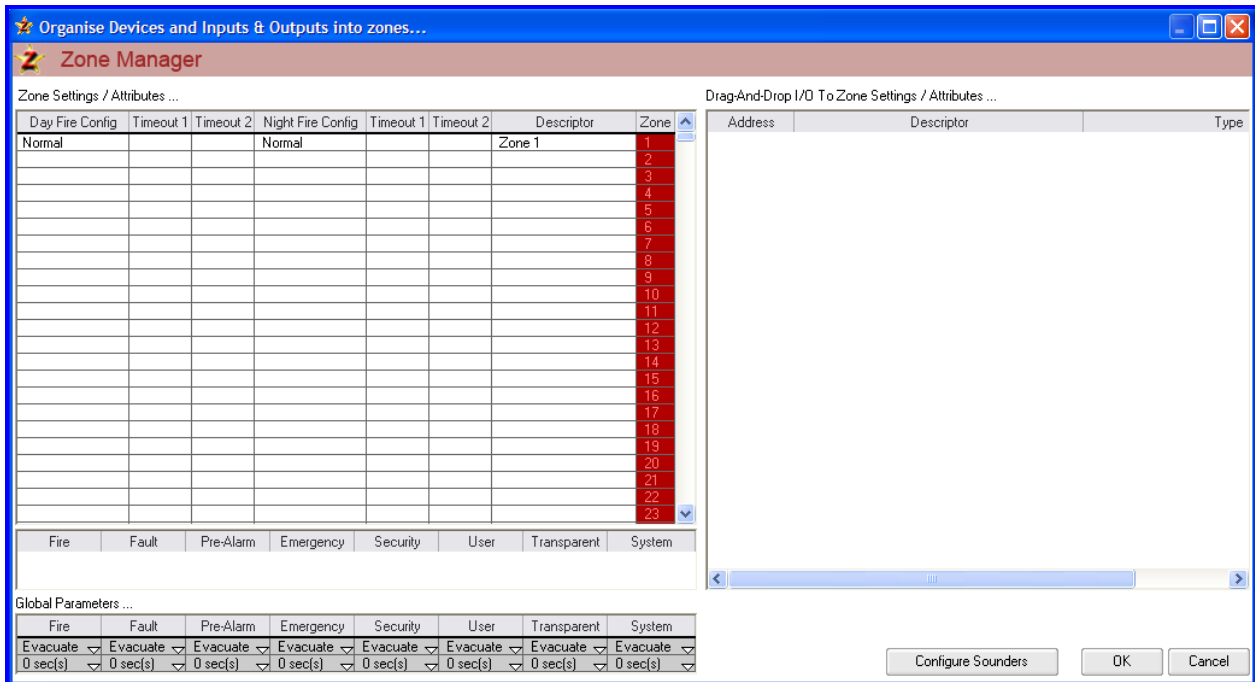 Organise Devices and Inputs & Outputs into zones...
Zone Manager
Zone Settings / Attributes ...
Drag-And-Drop I/O To Zone Settings / Attributes ...
Day Fire Config Timeout 1 Timeout 2 Night Fire Config Timeout 1 Timeout 2 Descriptor Zone
Address Descriptor Type
Normal Normal Zone 1 1
2
3
4
5
6
7
8
9
10
11
12
13
14
15
16
17
18
19
20
21
22
23
Fire Fault Pre-Alarm Emergency Security User Transparent System
Global Parameters ...
Fire Fault Pre-Alarm Emergency Security User Transparent System
Evacuate Evacuate Evacuate Evacuate Evacuate Evacuate Evacuate Evacuate
0 sec(s) 0 sec(s) 0 sec(s) 0 sec(s) 0 sec(s) 0 sec(s) 0 sec(s) 0 sec(s)
Configure Sounders OK Cancel